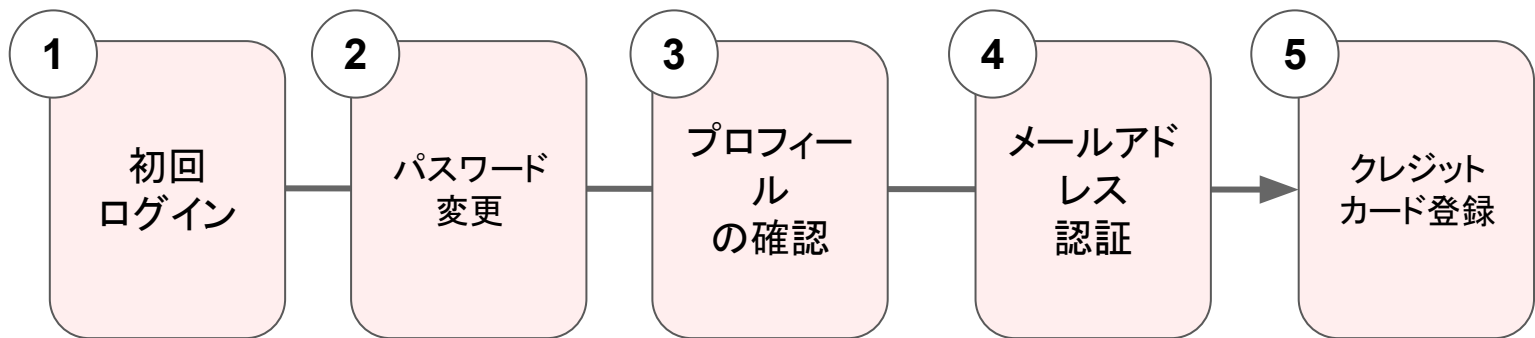 1
初回
ログイン
2
パスワード
変更
3
プロフィー
ル
の確認
4
メールアド
レス
認証
5
クレジット
カード登録